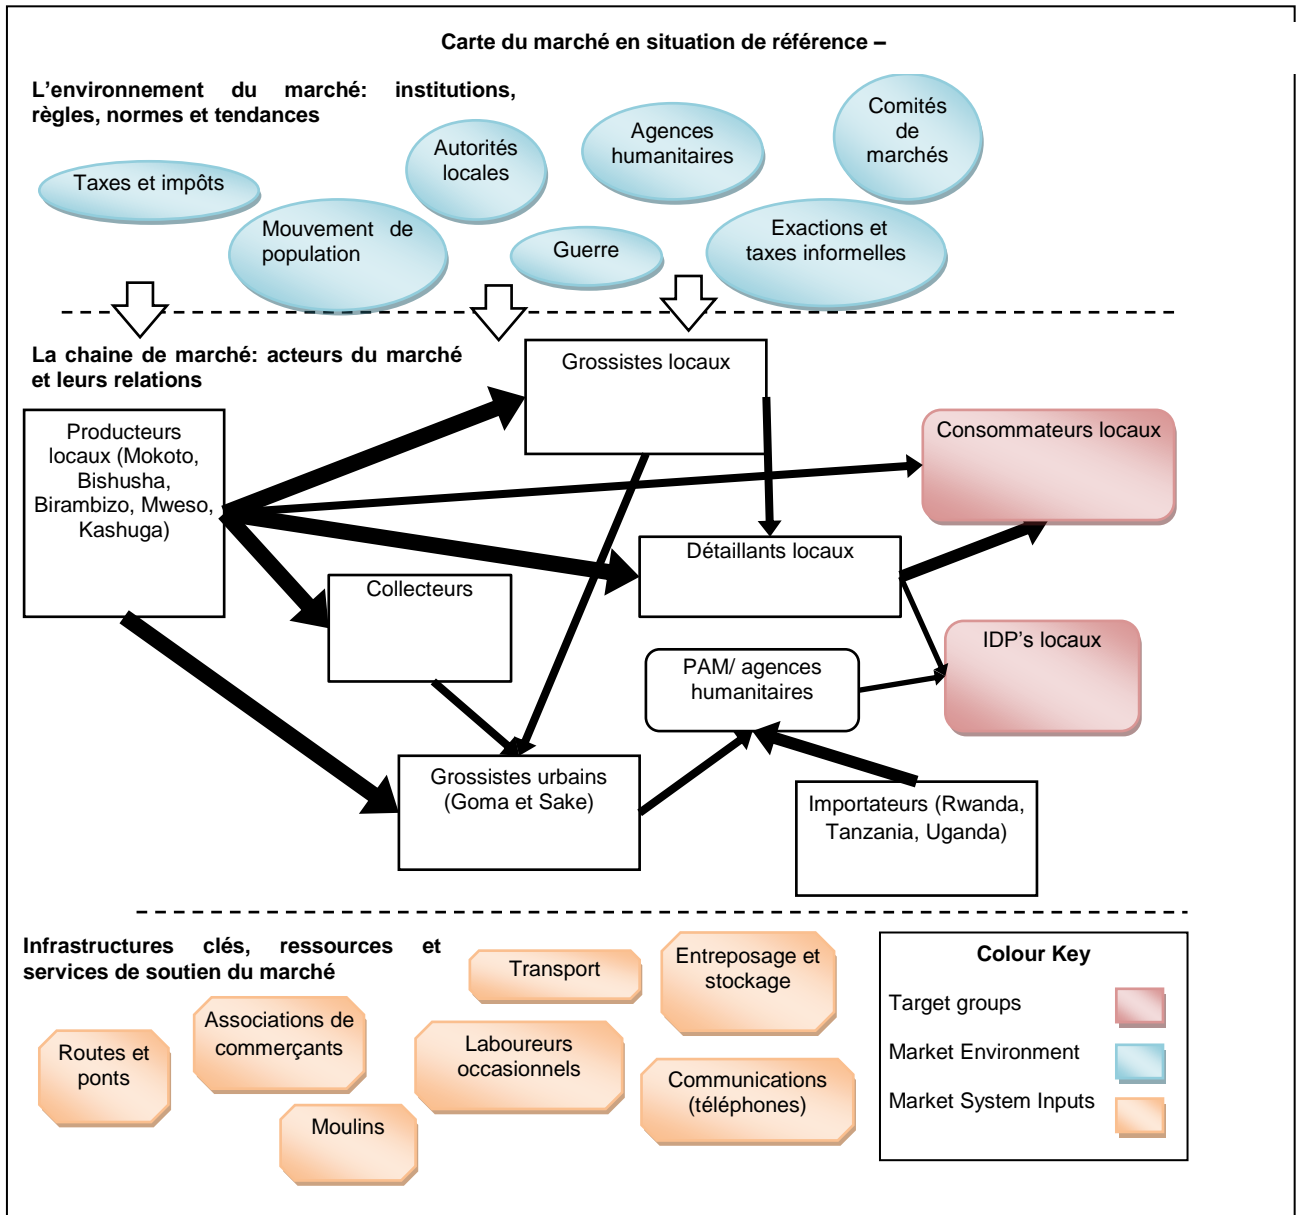 Carte du marché en situation de référence –
L'environnement du marché: institutions,
règles, normes et tendances
Taxes et impôts
Mouvement de
population
Autorités
locales
Guerre
Agences
humanitaires
Exactions et
taxes informelles
Comités
de
marchés
La chaine de marché: acteurs du marché
et leurs relations
Grossistes locaux
Producteurs
locaux (Mokoto,
Bishusha,
Birambizo, Mweso,
Kashuga)
Consommateurs locaux
Détaillants locaux
Collecteurs
IDP's locaux
PAM/ agences
humanitaires
Grossistes urbains
(Goma et Sake)
Importateurs (Rwanda,
Tanzania, Uganda)
Infrastructures clés, ressources et
services de soutien du marché
Transport
Entreposage et
stockage
Routes et
ponts
Associations de
commerçants
Laboureurs
occasionnels
Moulins
Communications
(téléphones)
Colour Key
Target groups
Market Environment
Market System Inputs